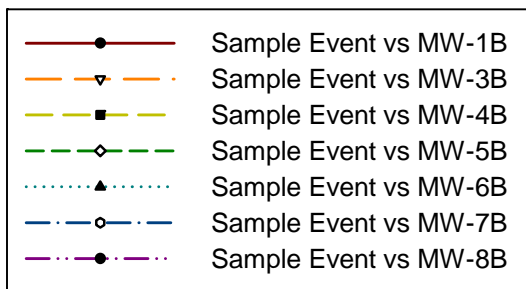 Sample Event vs MW-1B
Sample Event vs MW-3B
Sample Event vs MW-4B
Sample Event vs MW-5B
Sample Event vs MW-6B
Sample Event vs MW-7B
Sample Event vs MW-8B